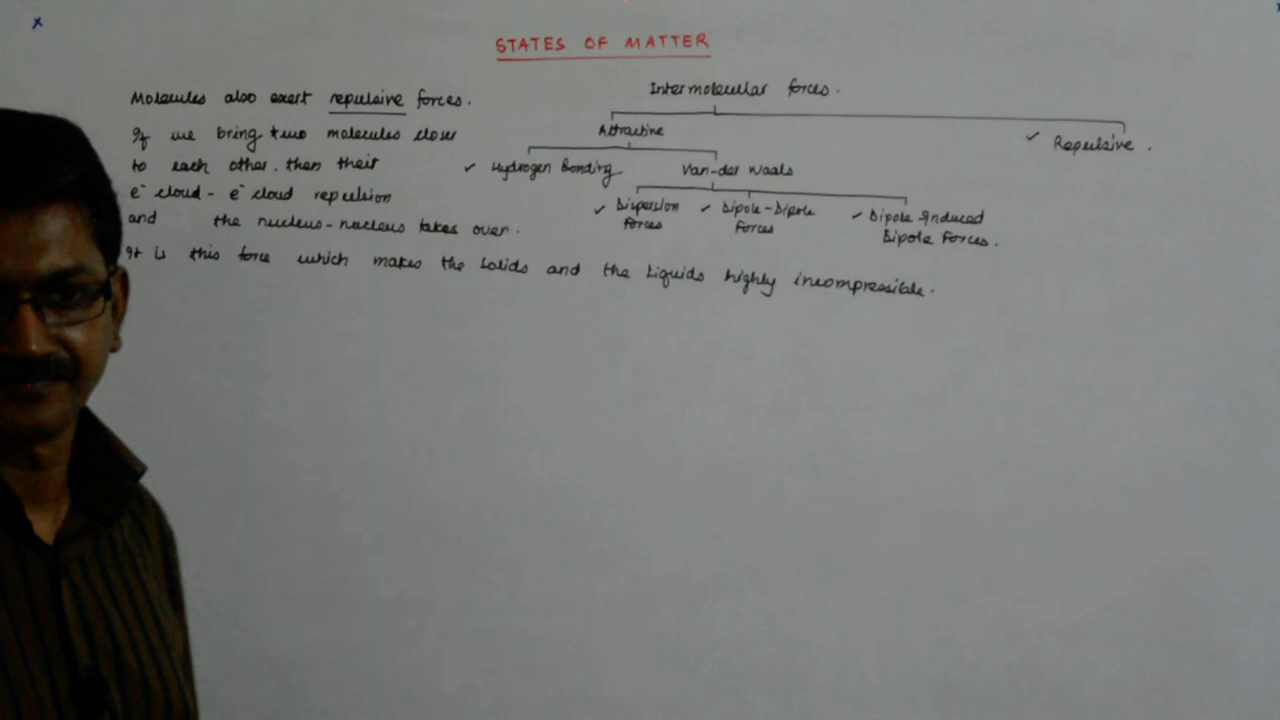 STATES OF MATTER
Molecules also exert repulsive forces.
If we bring two molecules closer
to each other. then their
e⁻ cloud - e⁻ cloud repulsion
and the nucleus-nucleus takes over.
It is this force which makes the solids and the Liquids highly incompressible.
Intermolecular forces.
Attractive
✓ Repulsive.
✓ Hydrogen Bonding
Van-der Waals
✓ Dispersion
Forces
✓ Dipole-Dipole
Forces
✓ Dipole Induced
Dipole Forces.